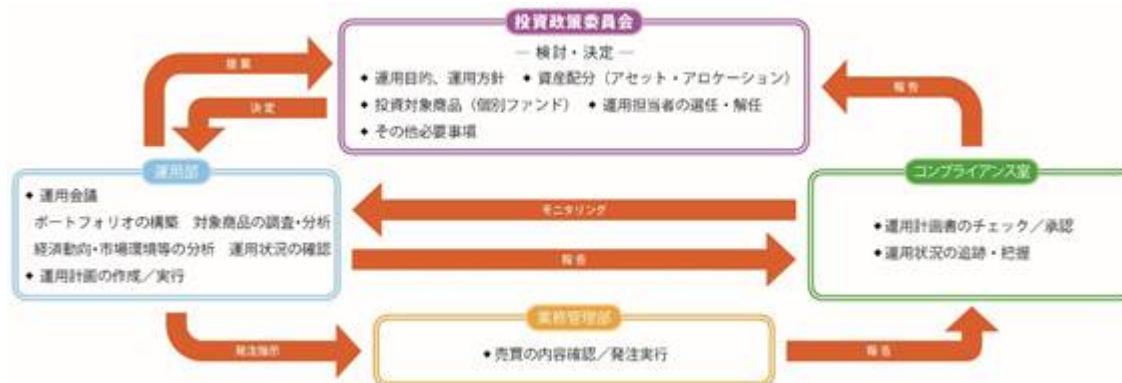 投資政策委員会
― 検討・決定 ―
◆ 運用目的、運用方針 ◆ 資産配分（アセット・アロケーション）
◆ 投資対象商品（個別ファンド） ◆ 運用担当者の選任・解任
◆ その他必要事項
提案
決定
報告
運用部
◆ 運用会議
ポートフォリオの構築 対象商品の調査・分析
経済動向・市場環境等の分析 運用状況の確認
◆ 運用計画の作成／実行
モニタリング
報告
コンプライアンス室
◆運用計画書のチェック／承認
◆運用状況の追跡・把握
発注指示
業務管理部
◆売買の内容確認／発注実行
報告